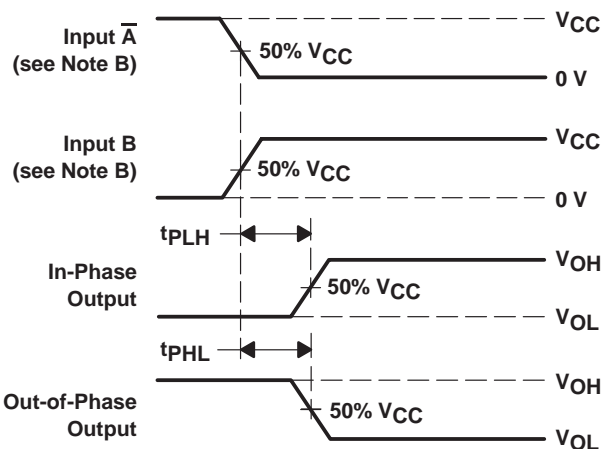 VCC
Input A̅
(see Note B)
50% VCC
0 V
Input B
(see Note B)
VCC
50% VCC
0 V
tPLH
In-Phase
Output
VOH
50% VCC
VOL
tPHL
Out-of-Phase
Output
VOH
50% VCC
VOL